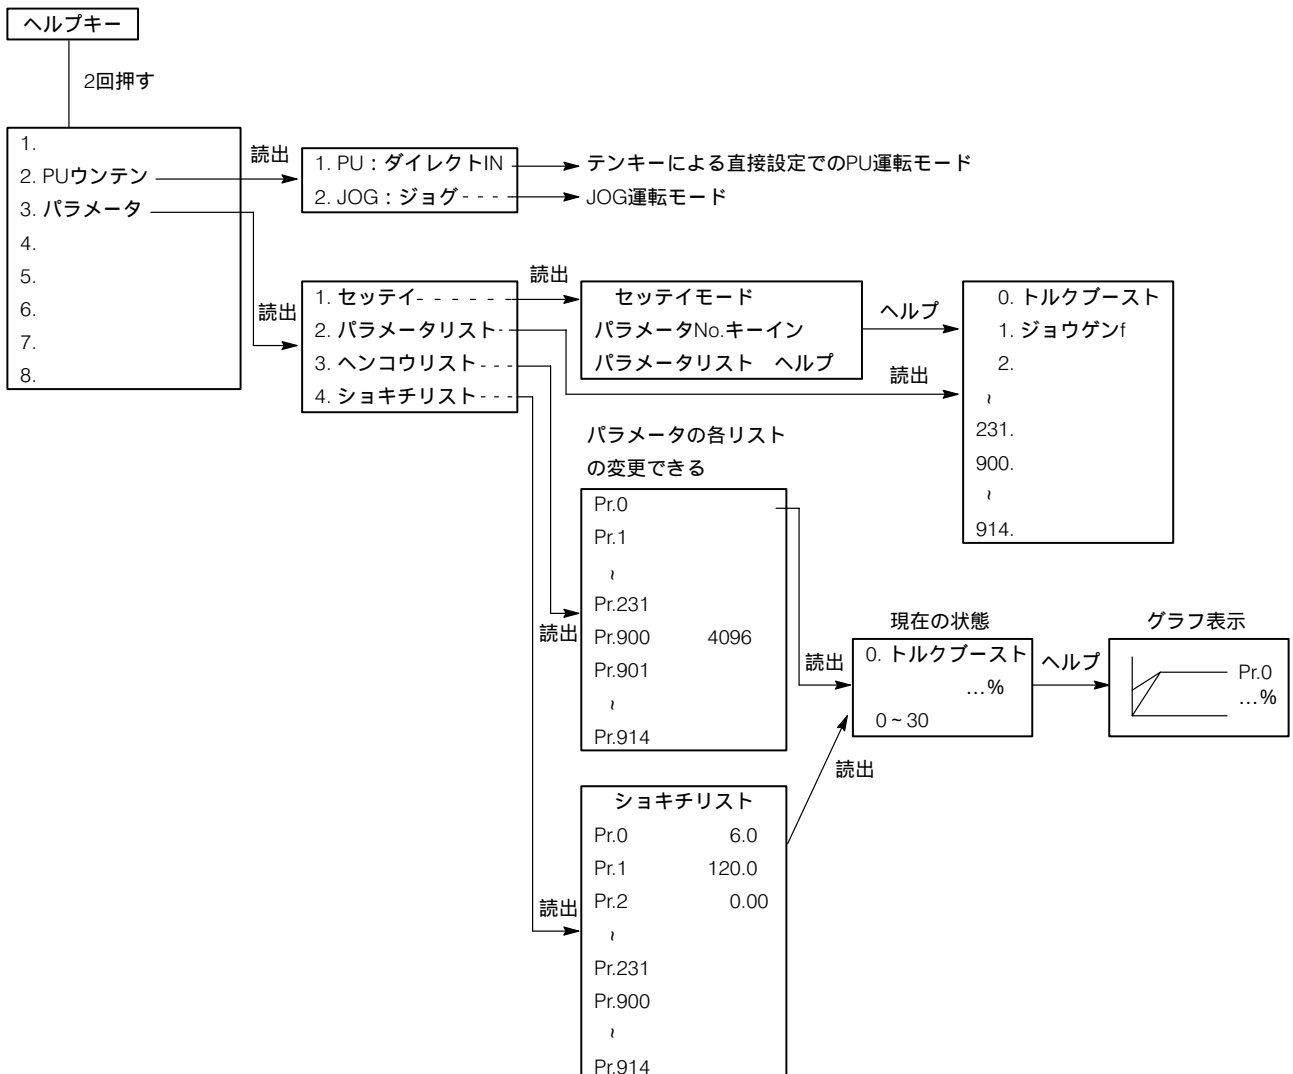 ヘルプキー
2回押す
1.
2. PUウンテン
3. パラメータ
4.
5.
6.
7.
8.
読出
1. PU：ダイレクトIN
2. JOG：ジョグ
テンキーによる直接設定でのPU運転モード
JOG運転モード
読出
1. セッテイ
2. パラメータリスト
3. ヘンコウリスト
4. ショキチリスト
読出
セッテイモード
パラメータNo.キーイン
パラメータリスト　ヘルプ
ヘルプ
読出
0. トルクブースト
1. ジョウゲンf
2.
~
231.
900.
~
914.
パラメータの各リスト
の変更できる
読出
Pr.0
Pr.1
~
Pr.231
Pr.900 4096
Pr.901
~
Pr.914
読出
現在の状態
0. トルクブースト
…%
0~30
ヘルプ
グラフ表示
Pr.0
…%
読出
読出
ショキチリスト
Pr.0 6.0
Pr.1 120.0
Pr.2 0.00
~
Pr.231
Pr.900
~
Pr.914